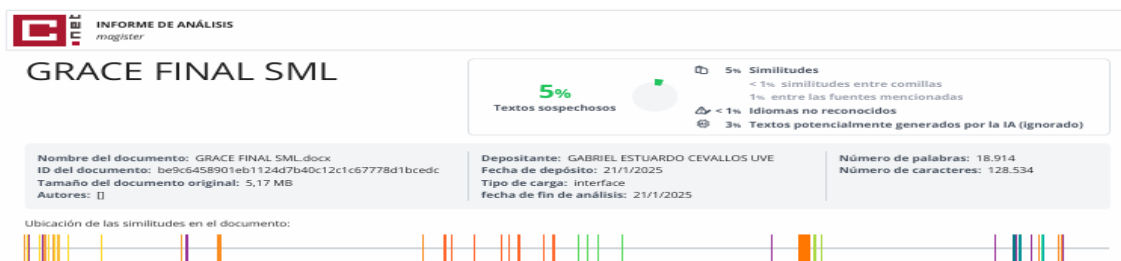 C .net
INFORME DE ANÁLISIS
magister
GRACE FINAL SML
5%
Textos sospechosos
5% Similitudes
< 1% similitudes entre comillas
1% entre las fuentes mencionadas
< 1% Idiomas no reconocidos
3% Textos potencialmente generados por la IA (ignorado)
Nombre del documento: GRACE FINAL SML.docx
ID del documento: be9c6458901eb1124d7b40c12c1c67778d1bcedc
Tamaño del documento original: 5,17 MB
Autores: []
Depositante: GABRIEL ESTUARDO CEVALLOS UVE
Fecha de depósito: 21/1/2025
Tipo de carga: interface
fecha de fin de análisis: 21/1/2025
Número de palabras: 18.914
Número de caracteres: 128.534
Ubicación de las similitudes en el documento: